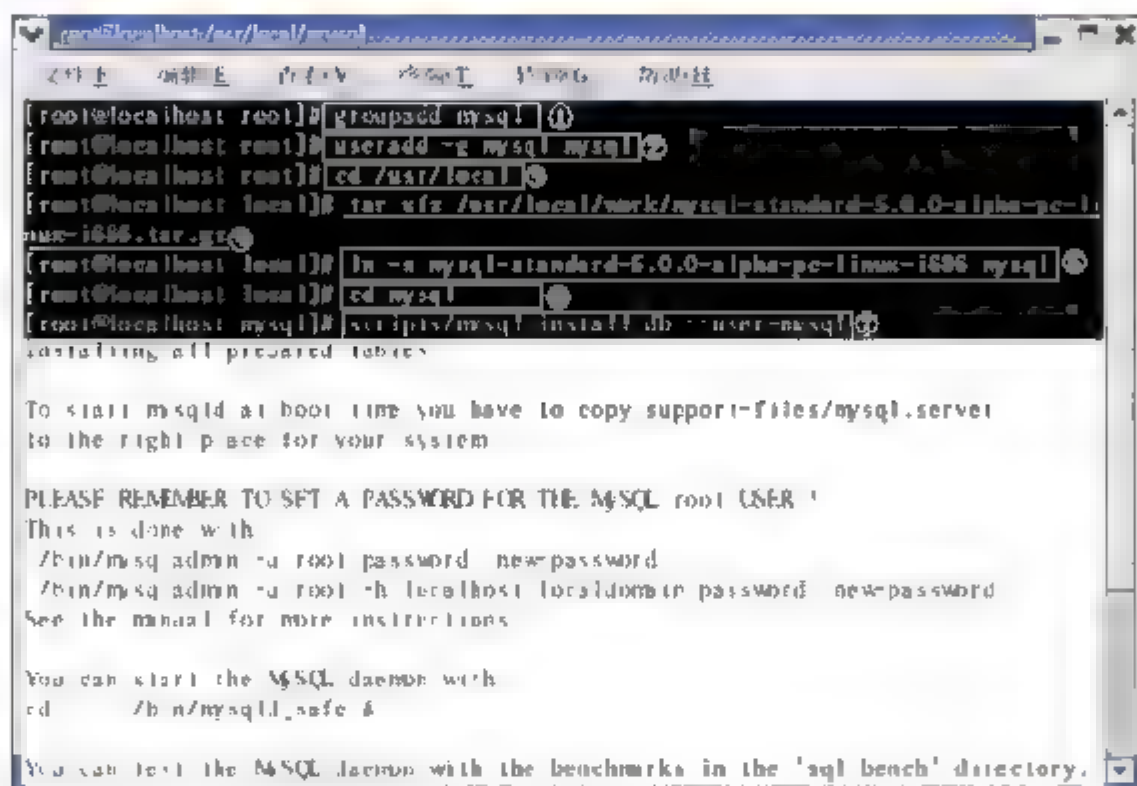 root@localhost:/usr/local/mysql
[root@localhost root]# groupadd mysql ①
[root@localhost root]# useradd -g mysql mysql ②
[root@localhost root]# cd /usr/local
[root@localhost local]# tar xfz /usr/local/work/mysql-standard-5.0.0-alpha-pc-li
nux-i686.tar.gz
[root@localhost local]# ln -s mysql-standard-5.0.0-alpha-pc-linux-i686 mysql
[root@localhost local]# cd mysql
[root@localhost mysql]# scripts/mysql_install_db --user=mysql
Installing all prepared tables
To start mysqld at boot time you have to copy support-files/mysql.server
to the right place for your system
PLEASE REMEMBER TO SET A PASSWORD FOR THE MySQL root USER !
This is done with
/bin/mysqladmin -u root password new-password
/bin/mysqladmin -u root -h localhost.localdomain password new-password
See the manual for more instructions
You can start the MySQL daemon with
cd /bin/mysqld_safe &
You can test the MySQL daemon with the benchmarks in the 'sql-bench' directory.